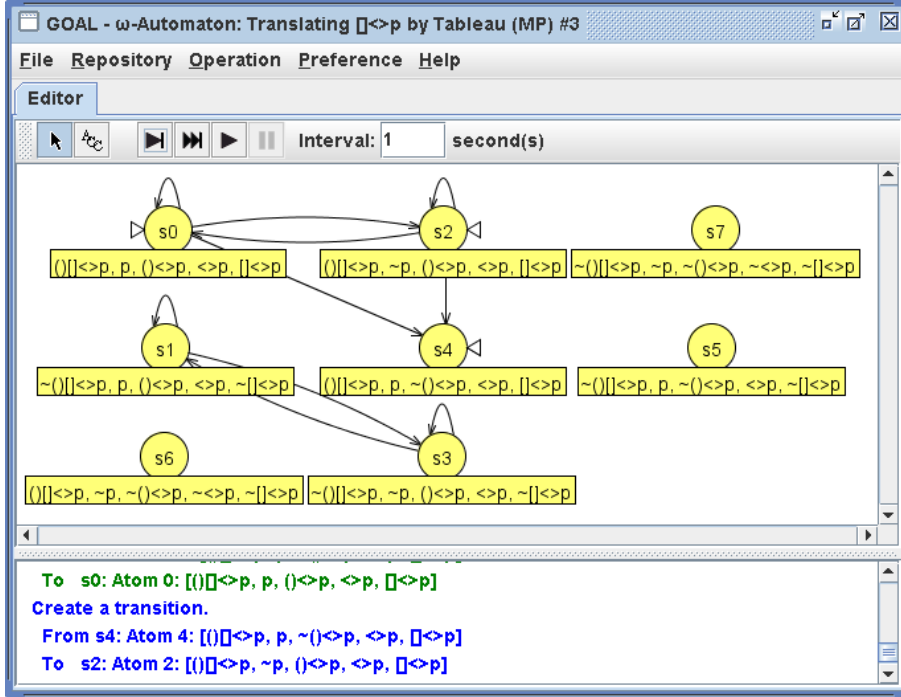 GOAL - ω-Automaton: Translating []<>p by Tableau (MP) #3
File Repository Operation Preference Help
Editor
Acc Interval: 1 second(s)
s0 s2 s7
()[]<>p, p, ()<>p, <>p, []<>p ()[]<>p, ~p, ()<>p, <>p, []<>p ~()[]<>p, ~p, ~()<>p, ~<>p, ~[]<>p
s1 s4 s5
~()[]<>p, p, ()<>p, <>p, ~[]<>p ()[]<>p, p, ~()<>p, <>p, []<>p ~()[]<>p, p, ~()<>p, <>p, ~[]<>p
s6 s3
()[]<>p, ~p, ~()<>p, ~<>p, ~[]<>p ~()[]<>p, ~p, ()<>p, <>p, ~[]<>p
To s0: Atom 0: [()[]<>p, p, ()<>p, <>p, []<>p]
Create a transition.
From s4: Atom 4: [()[]<>p, p, ~()<>p, <>p, []<>p]
To s2: Atom 2: [()[]<>p, ~p, ()<>p, <>p, []<>p]